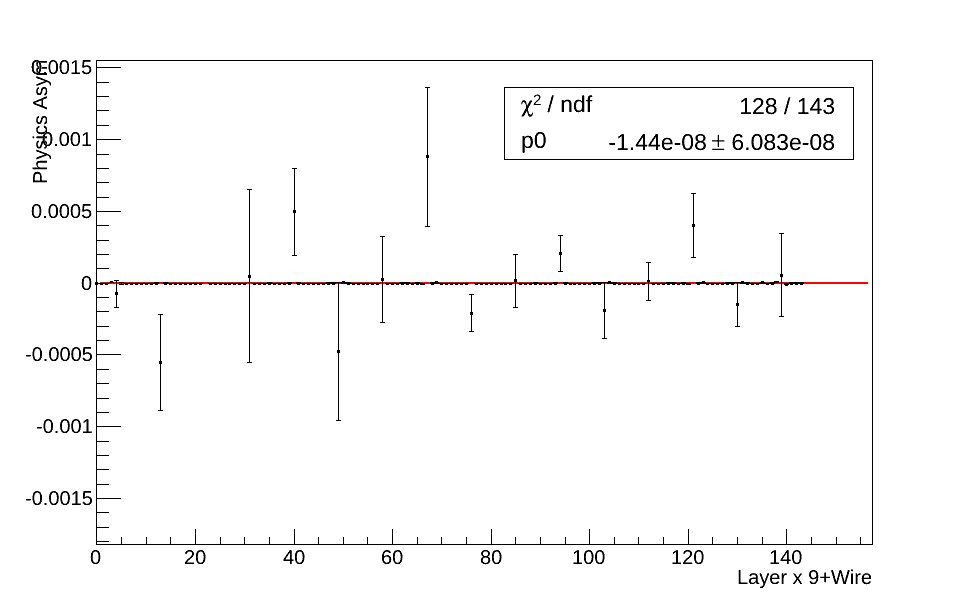 Physics Asym
0.0015
0.001
0.0005
0
-0.0005
-0.001
-0.0015
χ² / ndf 128 / 143
p0 -1.44e-08 ± 6.083e-08
0 20 40 60 80 100 120 140
Layer x 9+Wire